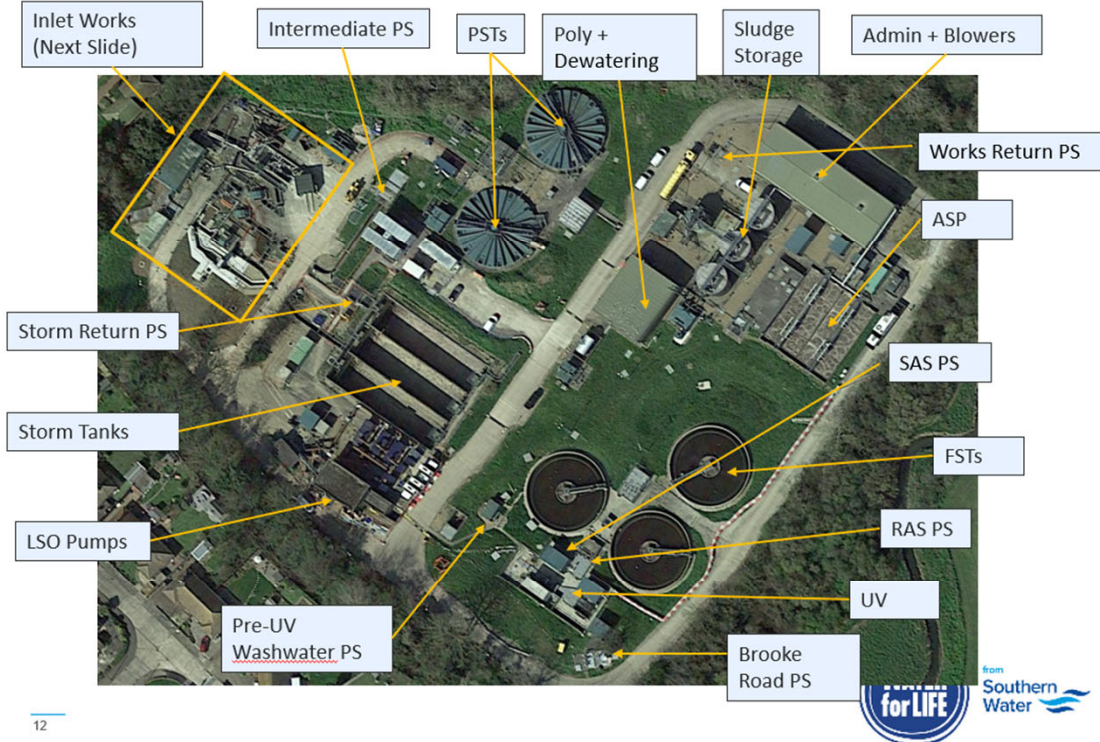 Inlet Works
(Next Slide)
Intermediate PS
PSTs
Poly +
Dewatering
Sludge
Storage
Admin + Blowers
Works Return PS
ASP
Storm Return PS
SAS PS
Storm Tanks
FSTs
LSO Pumps
RAS PS
UV
Pre-UV
Washwater PS
Brooke
Road PS
WATER
for LIFE
from
Southern
Water
12